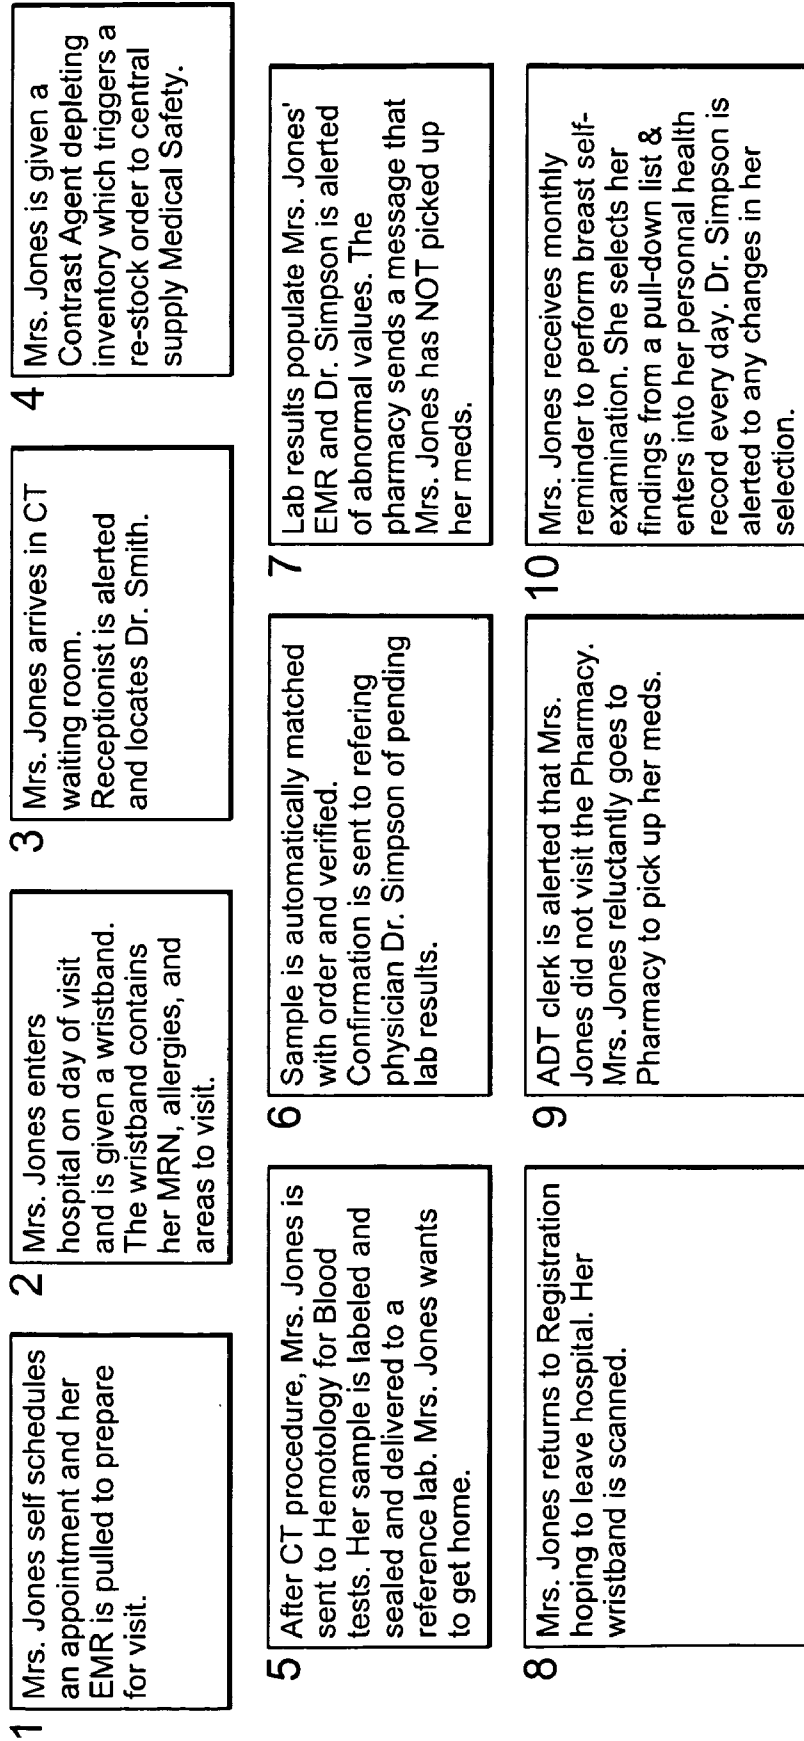 1
Mrs. Jones self schedules
an appointment and her
EMR is pulled to prepare
for visit.
2
Mrs. Jones enters
hospital on day of visit
and is given a wristband.
The wristband contains
her MRN, allergies, and
areas to visit.
3
Mrs. Jones arrives in CT
waiting room.
Receptionist is alerted
and locates Dr. Smith.
4
Mrs. Jones is given a
Contrast Agent depleting
inventory which triggers a
re-stock order to central
supply Medical Safety.
5
After CT procedure, Mrs. Jones is
sent to Hemotology for Blood
tests. Her sample is labeled and
sealed and delivered to a
reference lab. Mrs. Jones wants
to get home.
6
Sample is automatically matched
with order and verified.
Confirmation is sent to refering
physician Dr. Simpson of pending
lab results.
7
Lab results populate Mrs. Jones'
EMR and Dr. Simpson is alerted
of abnormal values. The
pharmacy sends a message that
Mrs. Jones has NOT picked up
her meds.
8
Mrs. Jones returns to Registration
hoping to leave hospital. Her
wristband is scanned.
9
ADT clerk is alerted that Mrs.
Jones did not visit the Pharmacy.
Mrs. Jones reluctantly goes to
Pharmacy to pick up her meds.
10
Mrs. Jones receives monthly
reminder to perform breast self-
examination. She selects her
findings from a pull-down list &
enters into her personnal health
record every day. Dr. Simpson is
alerted to any changes in her
selection.